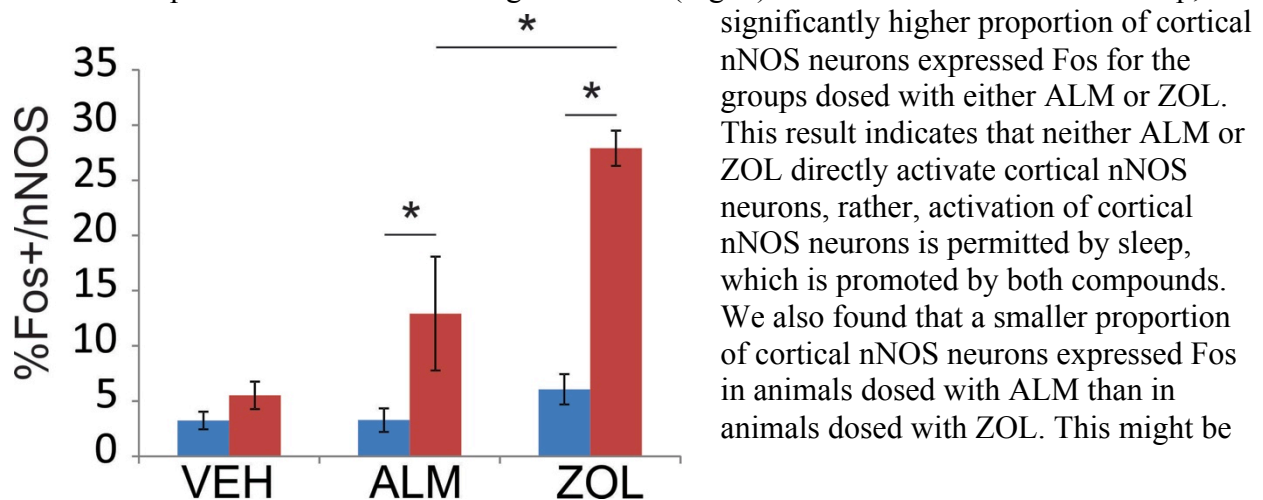 significantly higher proportion of cortical
nNOS neurons expressed Fos for the
groups dosed with either ALM or ZOL.
This result indicates that neither ALM or
ZOL directly activate cortical nNOS
neurons, rather, activation of cortical
nNOS neurons is permitted by sleep,
which is promoted by both compounds.
We also found that a smaller proportion
of cortical nNOS neurons expressed Fos
in animals dosed with ALM than in
animals dosed with ZOL. This might be
%Fos+/nNOS
35
30
25
20
15
10
5
0
*
*
*
VEH ALM ZOL